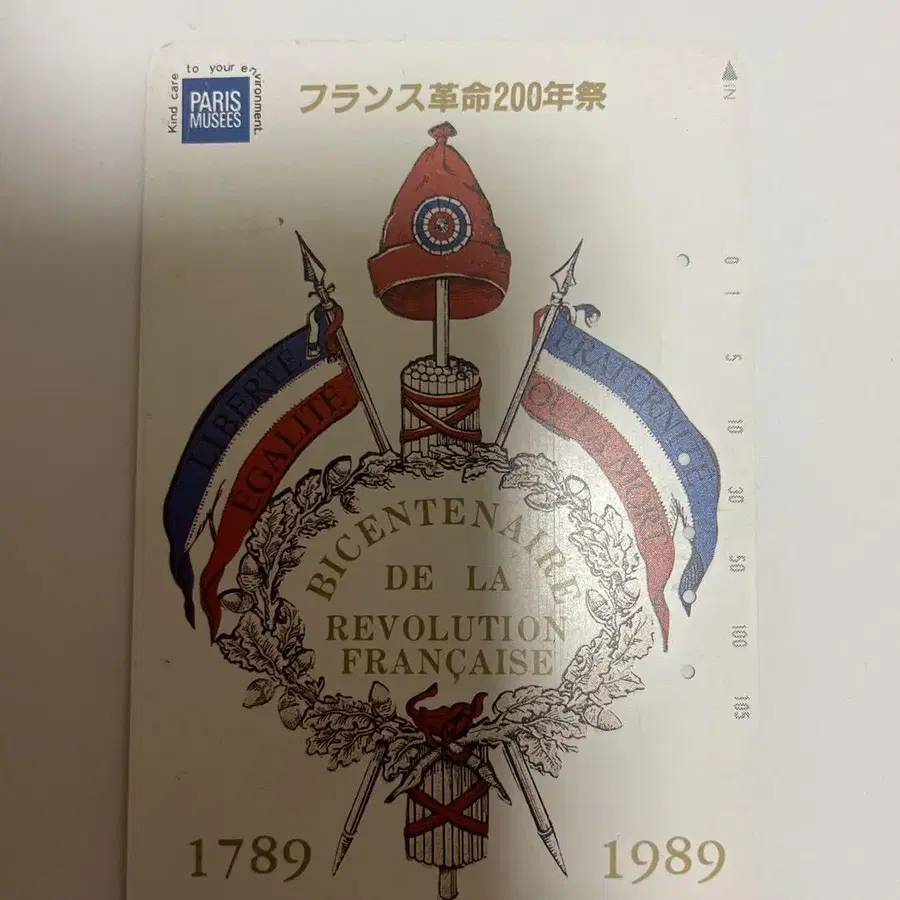 Kind care to your environment.
PARIS
MUSEES
フランス革命200年祭
LIBERTE
EGALITE
FRATERNITE
OU LA MORT
BICENTENAIRE
DE LA
REVOLUTION
FRANÇAISE
1789
1989
0
1
5
10
30
50
100
105